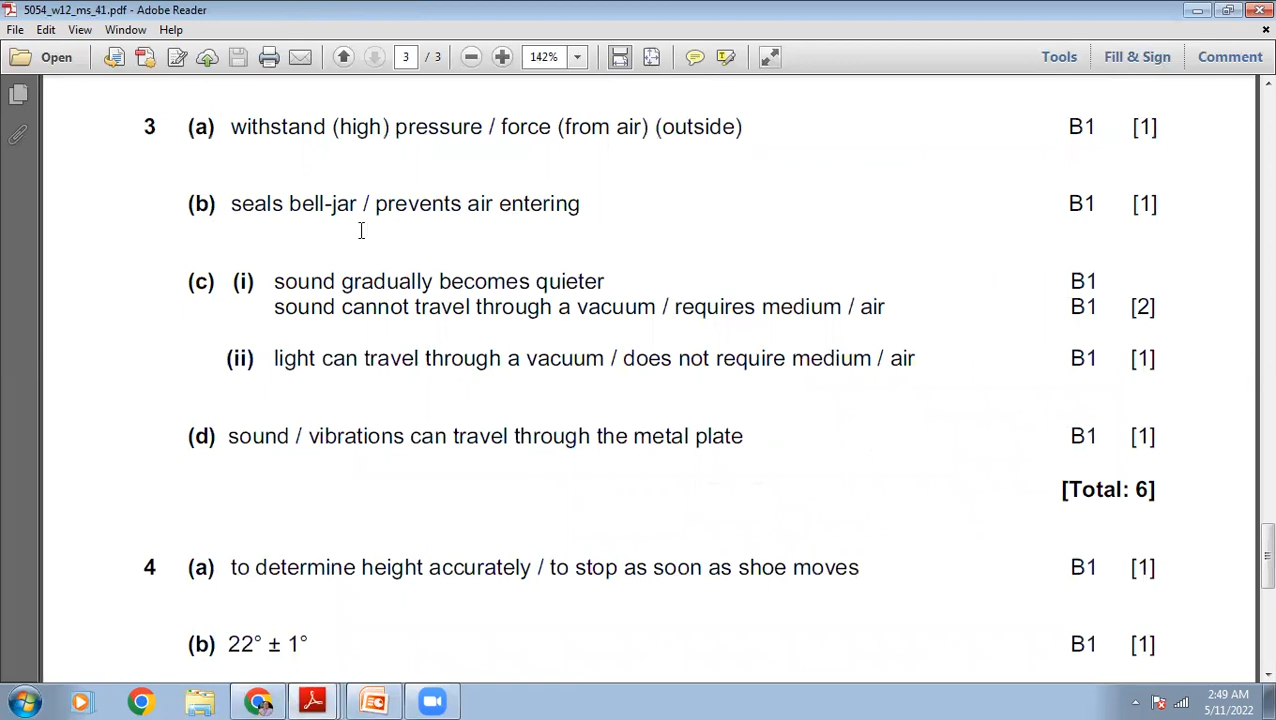 5054_w12_ms_41.pdf - Adobe Reader
File Edit View Window Help
Open 3 / 3 142% Tools Fill & Sign Comment
3 (a) withstand (high) pressure / force (from air) (outside) B1 [1]
(b) seals bell-jar / prevents air entering B1 [1]
(c) (i) sound gradually becomes quieter B1
sound cannot travel through a vacuum / requires medium / air B1 [2]
(ii) light can travel through a vacuum / does not require medium / air B1 [1]
(d) sound / vibrations can travel through the metal plate B1 [1]
[Total: 6]
4 (a) to determine height accurately / to stop as soon as shoe moves B1 [1]
(b) 22° ± 1° B1 [1]
2:49 AM
5/11/2022